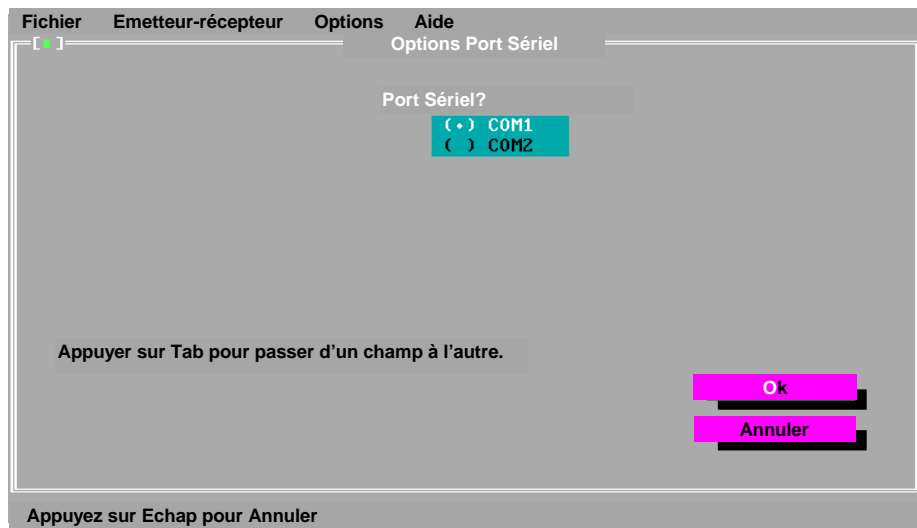 Fichier Emetteur-récepteur Options Aide
[■] Options Port Sériel
Port Sériel?
(•) COM1
( ) COM2
Appuyer sur Tab pour passer d'un champ à l'autre.
Ok
Annuler
Appuyez sur Echap pour Annuler